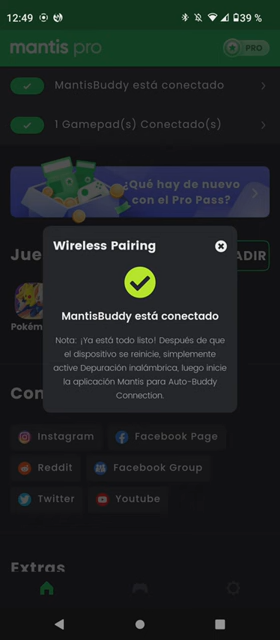 12:49
39 %
mantis pro
PRO
MantisBuddy está conectado
1 Gamepad(s) Conectado(s)
¿Qué hay de nuevo
con el Pro Pass?
Wireless Pairing
MantisBuddy está conectado
Nota: ¡Ya está todo listo! Después de que
el dispositivo se reinicie, simplemente
active Depuración inalámbrica, luego inicie
la aplicación Mantis para Auto-Buddy
Connection.
Jue
ADIR
Pokém
Con
Instagram
Facebook Page
Reddit
Facebook Group
Twitter
Youtube
Extras